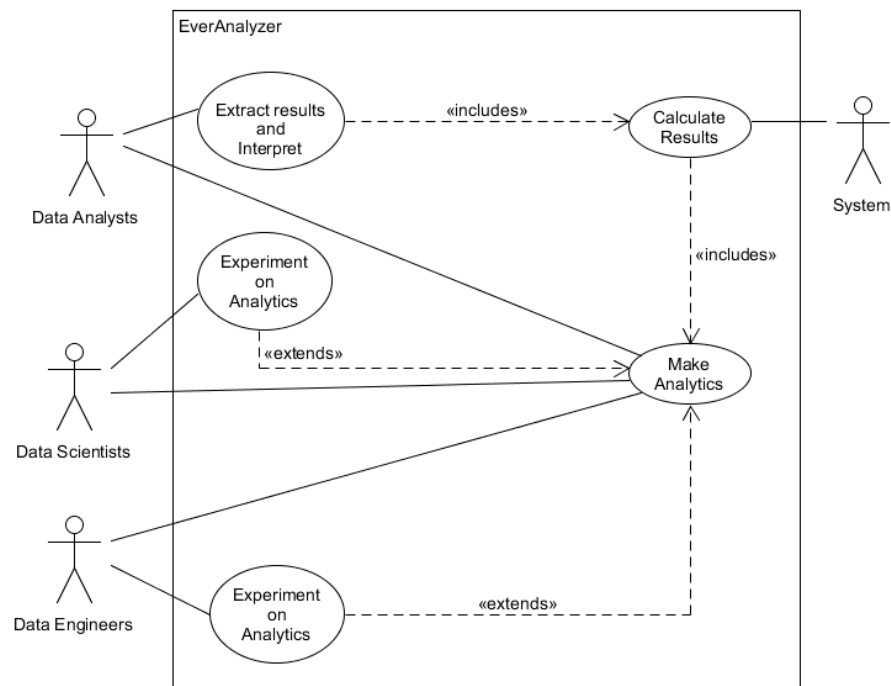 EverAnalyzer
Extract results
and
Interpret
«includes»
Calculate
Results
Data Analysts
System
Experiment
on
Analytics
«includes»
«extends»
Make
Analytics
Data Scientists
Experiment
on
Analytics
«extends»
Data Engineers